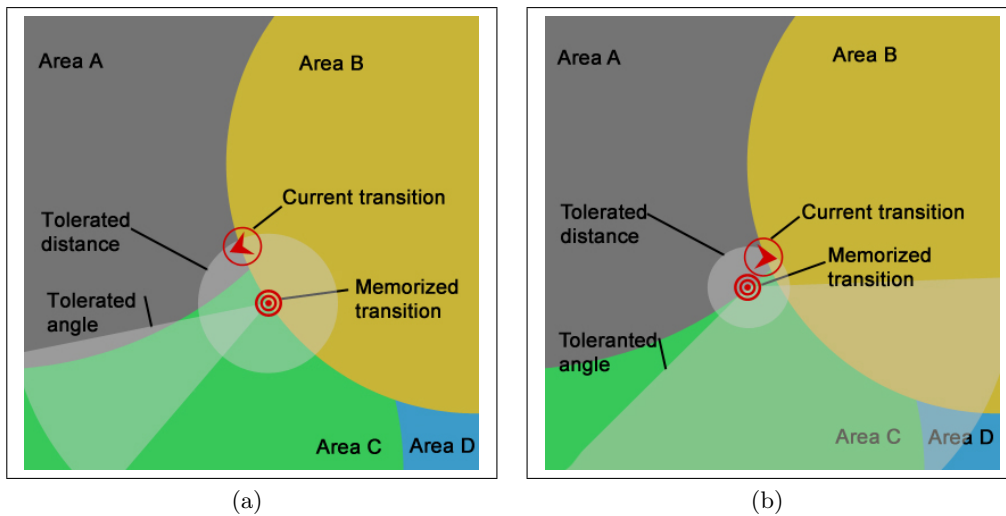 Area A
Area B
Current transition
Tolerated
distance
Memorized
transition
Tolerated
angle
Area C
Area D
(a)
Area A
Area B
Tolerated
distance
Current transition
Memorized
transition
Toleranted
angle
Area C
Area D
(b)